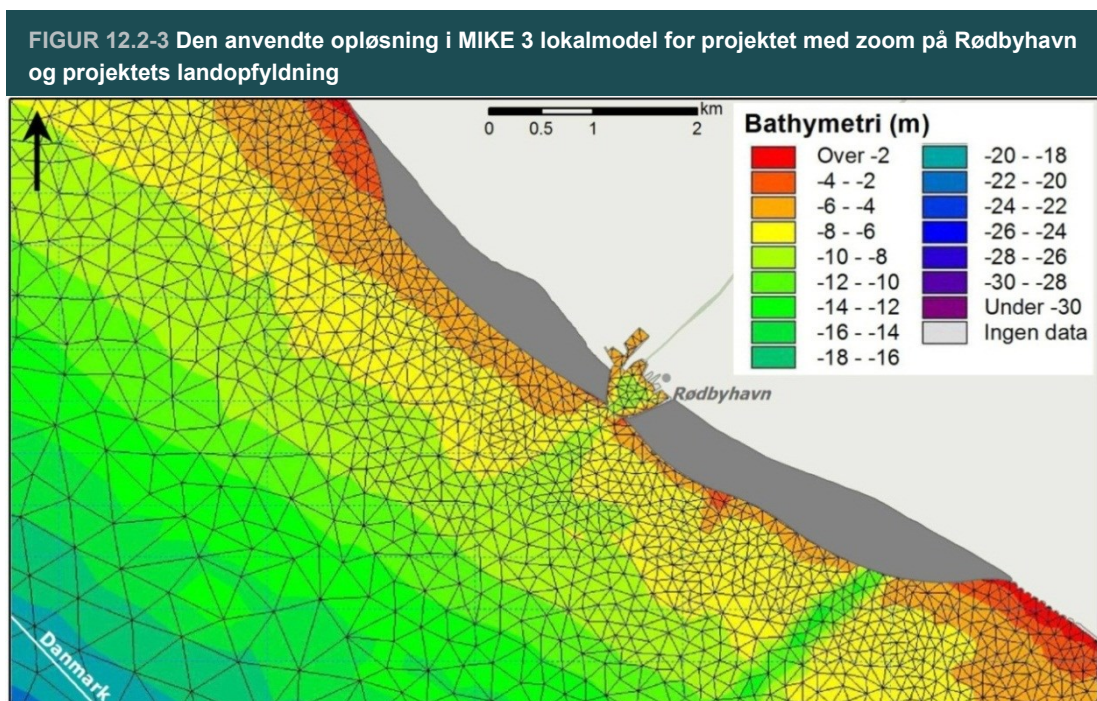 FIGUR 12.2-3 Den anvendte opløsning i MIKE 3 lokalmodel for projektet med zoom på Rødbyhavn
og projektets landopfyldning
km
0 0.5 1 2
Bathymetri (m)
Over -2
-4 - -2
-6 - -4
-8 - -6
-10 - -8
-12 - -10
-14 - -12
-16 - -14
-18 - -16
-20 - -18
-22 - -20
-24 - -22
-26 - -24
-28 - -26
-30 - -28
Under -30
Ingen data
Rødbyhavn
Danmark